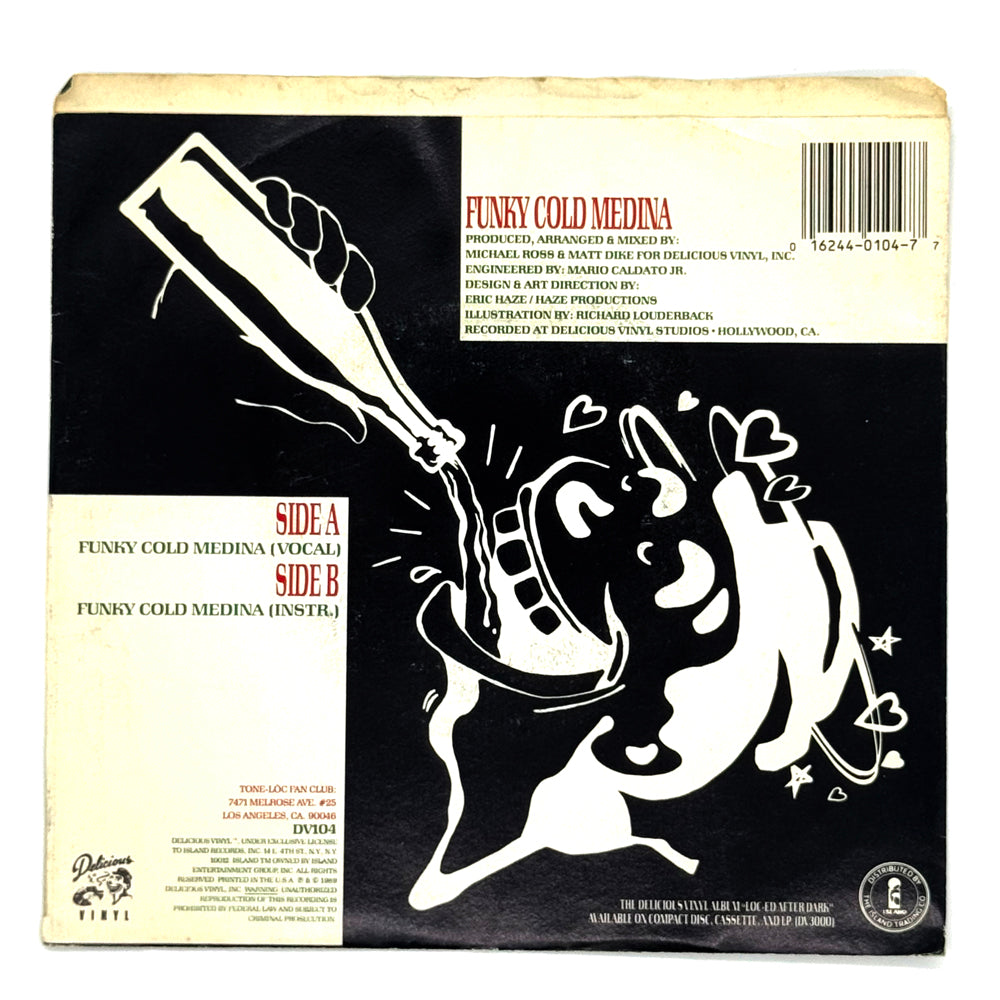 FUNKY COLD MEDINA
PRODUCED, ARRANGED & MIXED BY:
MICHAEL ROSS & MATT DIKE FOR DELICIOUS VINYL, INC.
ENGINEERED BY: MARIO CALDATO JR.
DESIGN & ART DIRECTION BY:
ERIC HAZE / HAZE PRODUCTIONS
ILLUSTRATION BY: RICHARD LOUDERBACK
RECORDED AT DELICIOUS VINYL STUDIOS • HOLLYWOOD, CA.
0 16244-0104-7 7
SIDE A
FUNKY COLD MEDINA (VOCAL)
SIDE B
FUNKY COLD MEDINA (INSTR.)
TONE-LŌC FAN CLUB:
7471 MELROSE AVE. #25
LOS ANGELES, CA. 90046
DV104
DELICIOUS VINYL ™. UNDER EXCLUSIVE LICENSE
TO ISLAND RECORDS, INC. 14 E. 4TH ST., N.Y., N.Y.
10012. ISLAND TM OWNED BY ISLAND
ENTERTAINMENT GROUP, INC. ALL RIGHTS
RESERVED. PRINTED IN THE U.S.A. ℗ & © 1989
DELICIOUS VINYL, INC. WARNING: UNAUTHORIZED
REPRODUCTION OF THIS RECORDING IS
PROHIBITED BY FEDERAL LAW AND SUBJECT TO
CRIMINAL PROSECUTION.
Delicious
VINYL
THE DELICIOUS VINYL ALBUM "LOC-ED AFTER DARK"
AVAILABLE ON COMPACT DISC, CASSETTE, AND LP (DV3000)
DISTRIBUTED BY
ISLAND
THE ISLAND TRADING CO